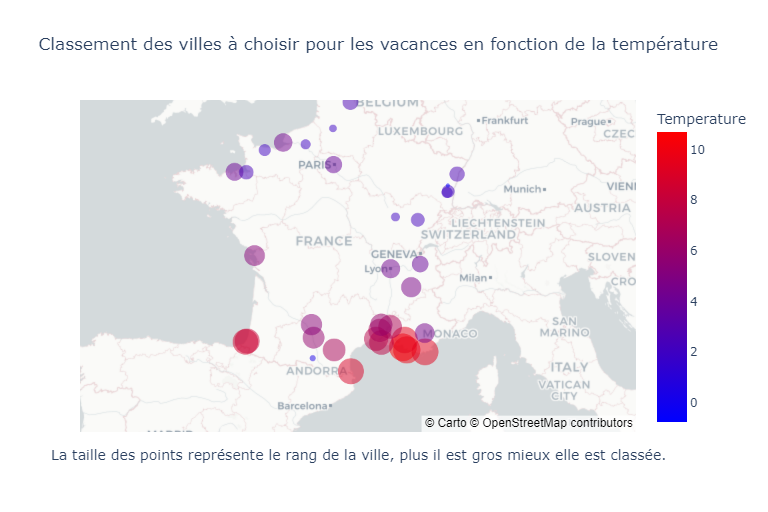 Classement des villes à choisir pour les vacances en fonction de la température
Temperature
BELGIUM
Frankfurt
Prague
CZEC
LUXEMBOURG
PARIS
Munich
VIEN
AUSTRIA
LIECHTENSTEIN
SWITZERLAND
FRANCE
GENEVA
Lyon
SLOVEN
Milan
CRO
SAN
MARINO
MONACO
ANDORRA
ITALY
VATICAN
CITY
Barcelona
© Carto © OpenStreetMap contributors
10
8
6
4
2
0
La taille des points représente le rang de la ville, plus il est gros mieux elle est classée.